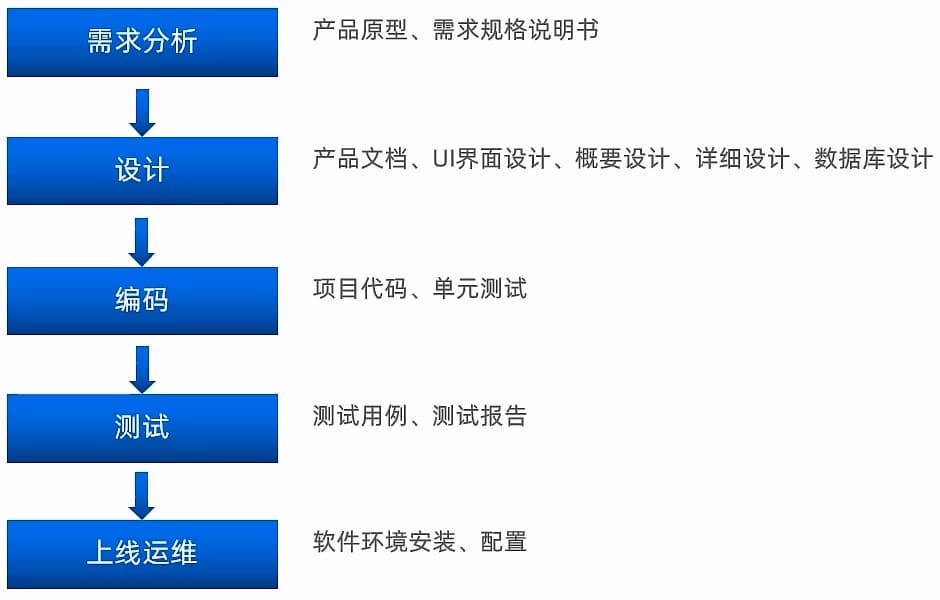 需求分析
产品原型、需求规格说明书
设计
产品文档、UI界面设计、概要设计、详细设计、数据库设计
编码
项目代码、单元测试
测试
测试用例、测试报告
上线运维
软件环境安装、配置